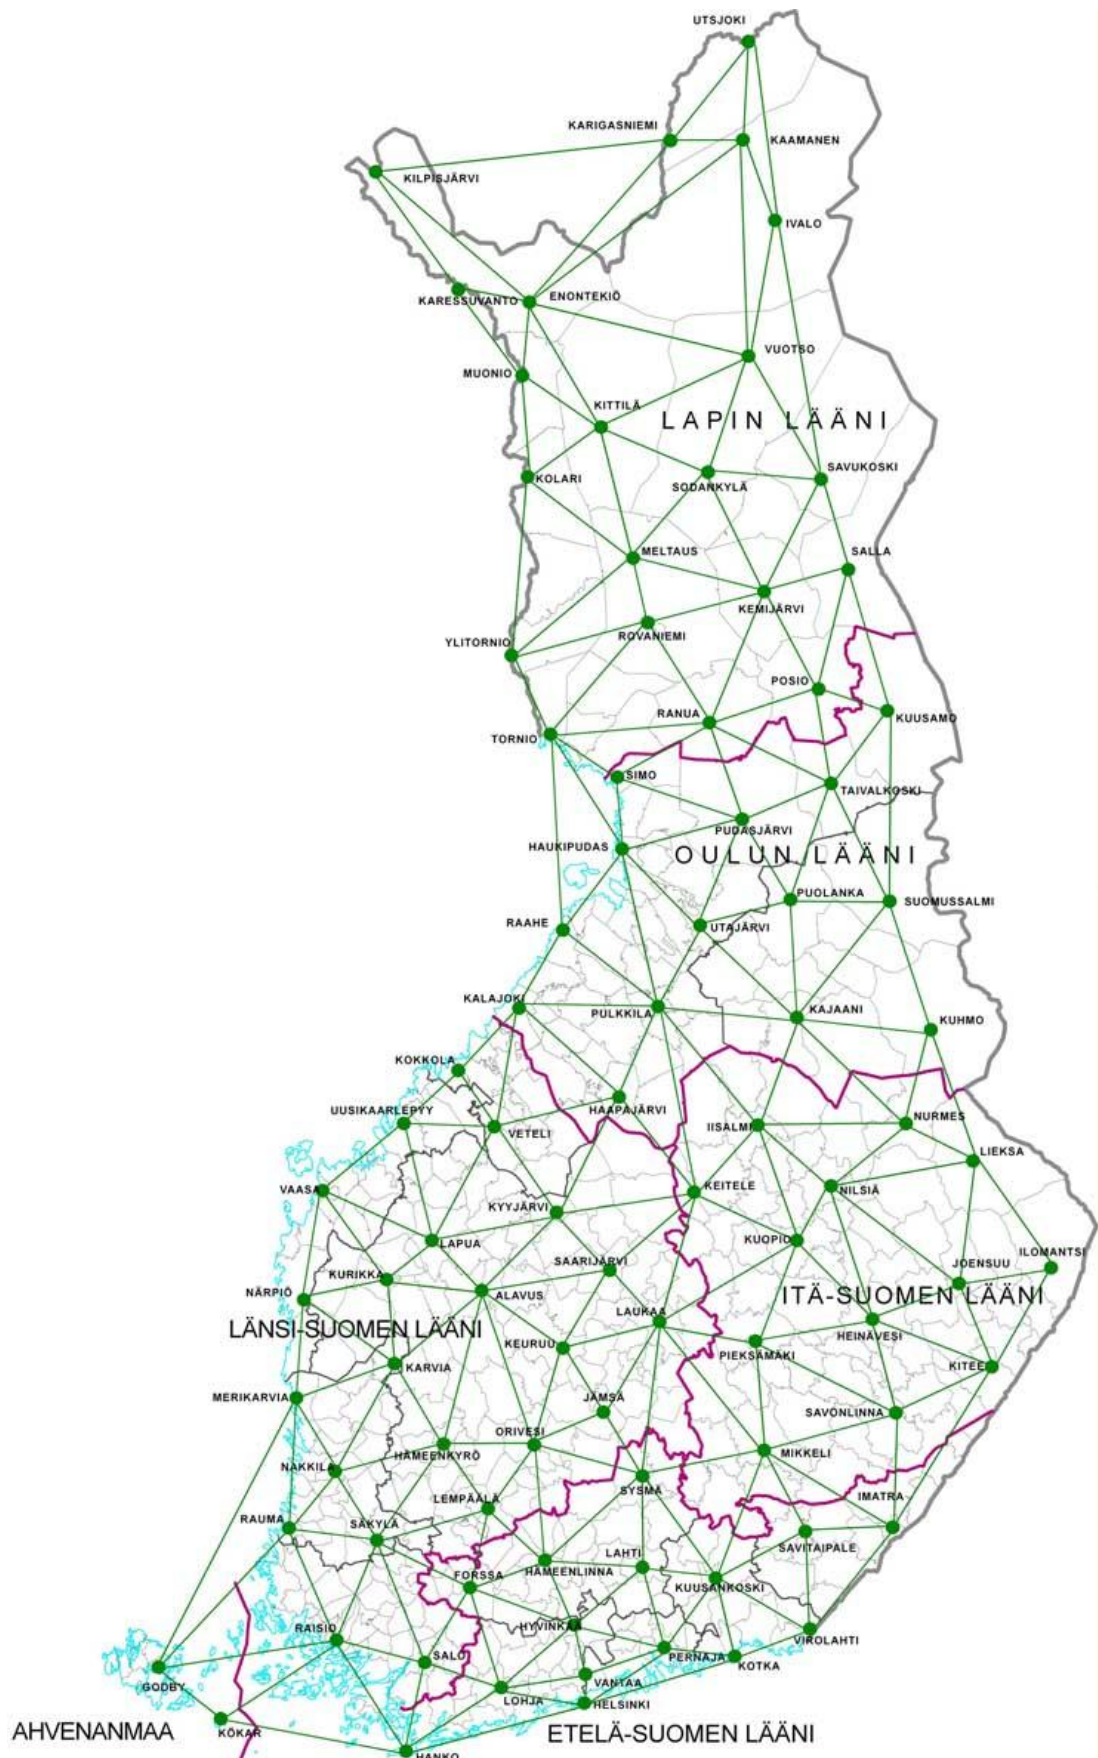 UTSJOKI
KARIGASNIEMI
KAAMANEN
KILPISJÄRVI
IVALO
KARESSUVANTO
ENONTEKIÖ
VUOTSO
MUONIO
KITTILÄ
LAPIN LÄÄNI
SAVUKOSKI
KOLARI
SODANKYLÄ
MELTAUS
SALLA
KEMIJÄRVI
ROVANIEMI
YLITORNIO
POSIO
RANUA
KUUSAMO
TORNIO
SIMO
TAIVALKOSKI
PUDASJÄRVI
HAUKIPUDAS
OULUN LÄÄNI
PUOLANKA
SUOMUSSALMI
RAAHE
UTAJÄRVI
KALAJOKI
PULKKILA
KAJAANI
KUHMO
KOKKOLA
UUSIKAARLEPYY
HAAPAJÄRVI
VETELI
IISALMI
NURMES
LIEKSA
VAASA
KEITELE
NILSIÄ
KYYJÄRVI
LAPUA
KUOPIO
ILOMANTSI
SAARIJÄRVI
JOENSUU
KURIKKA
NÄRPIÖ
ALAVUS
ITÄ-SUOMEN LÄÄNI
LAUKAA
LÄNSI-SUOMEN LÄÄNI
HEINÄVESI
KEURUU
PIEKSÄMÄKI
KARVIA
KITEE
MERIKARVIA
JÄMSÄ
SAVONLINNA
ORIVESI
HÄMEENKYRÖ
MIKKELI
NAKKILA
SYSMÄ
IMATRA
LEMPÄÄLÄ
RAUMA
SÄKYLÄ
SAVITAIPALE
LAHTI
HÄMEENLINNA
FORSSA
KUUSANKOSKI
RAISIO
HYVINKÄÄ
VIROLAHTI
SALO
PERNAJA
KOTKA
GODBY
VANTAA
LOHJA
HELSINKI
KÖKAR
AHVENANMAA
ETELÄ-SUOMEN LÄÄNI
HANKO